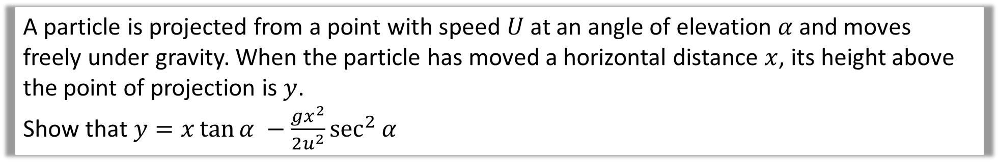 A particle is projected from a point with speed 𝑈 at an angle of elevation 𝛼 and moves
freely under gravity. When the particle has moved a horizontal distance 𝑥, its height above
the point of projection is 𝑦.
Show that 𝑦 = 𝑥 tan 𝛼 − \frac{𝑔𝑥²}{2𝑢²} sec² 𝛼